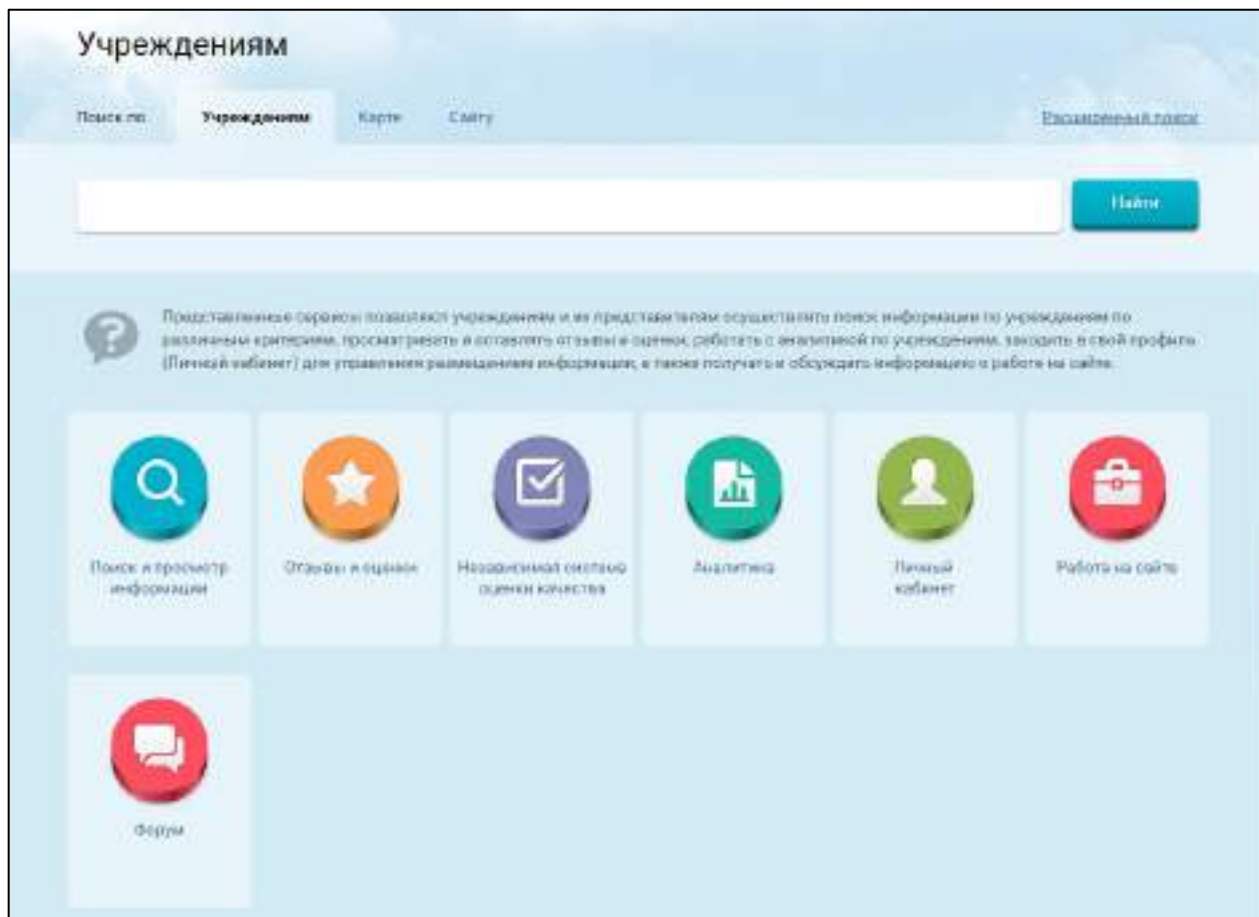 Учреждениям
Поиск по Учреждениям Карте Сайту Расширенный поиск
Найти
Представленные сервисы позволяют учреждениям и их представителям осуществлять поиск информации по учреждениям по
различным критериям, просматривать и оставлять отзывы и оценки, работать с аналитикой по учреждениям, заходить в свой профиль
(Личный кабинет) для управления размещением информации, а также получать и обсуждать информацию о работе на сайте.
Поиск и просмотр
информации
Отзывы и оценки
Независимая система
оценки качества
Аналитика
Личный
кабинет
Работа на сайте
Форум